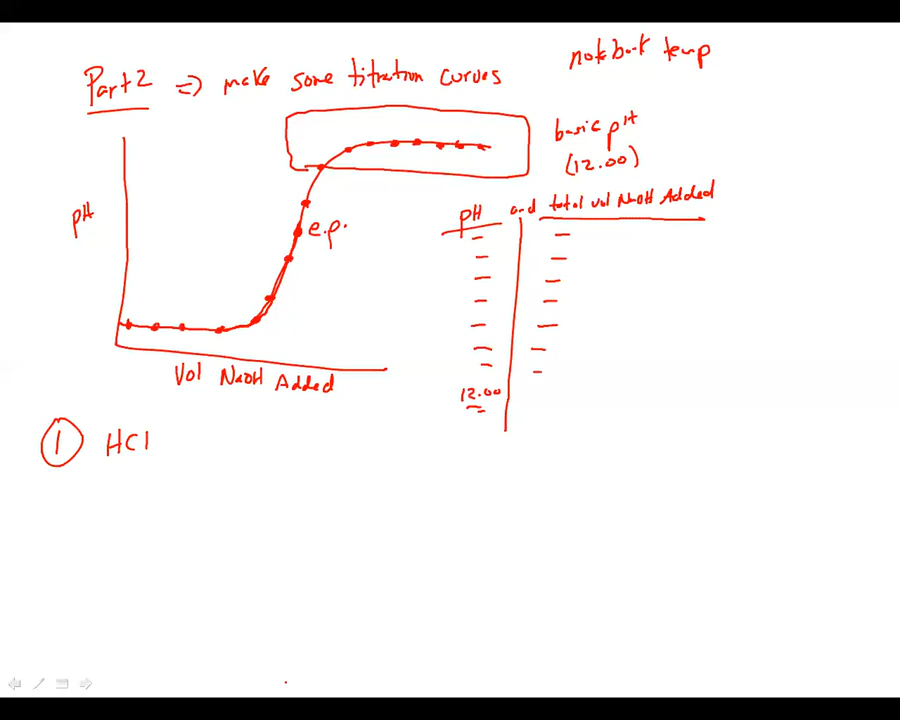 Part 2 ⇒ make some titration curves
notebook temp
basic pH
(12.00)
pH
e.p.
pH and total vol NaOH Added
12.00
Vol NaOH Added
① HCl